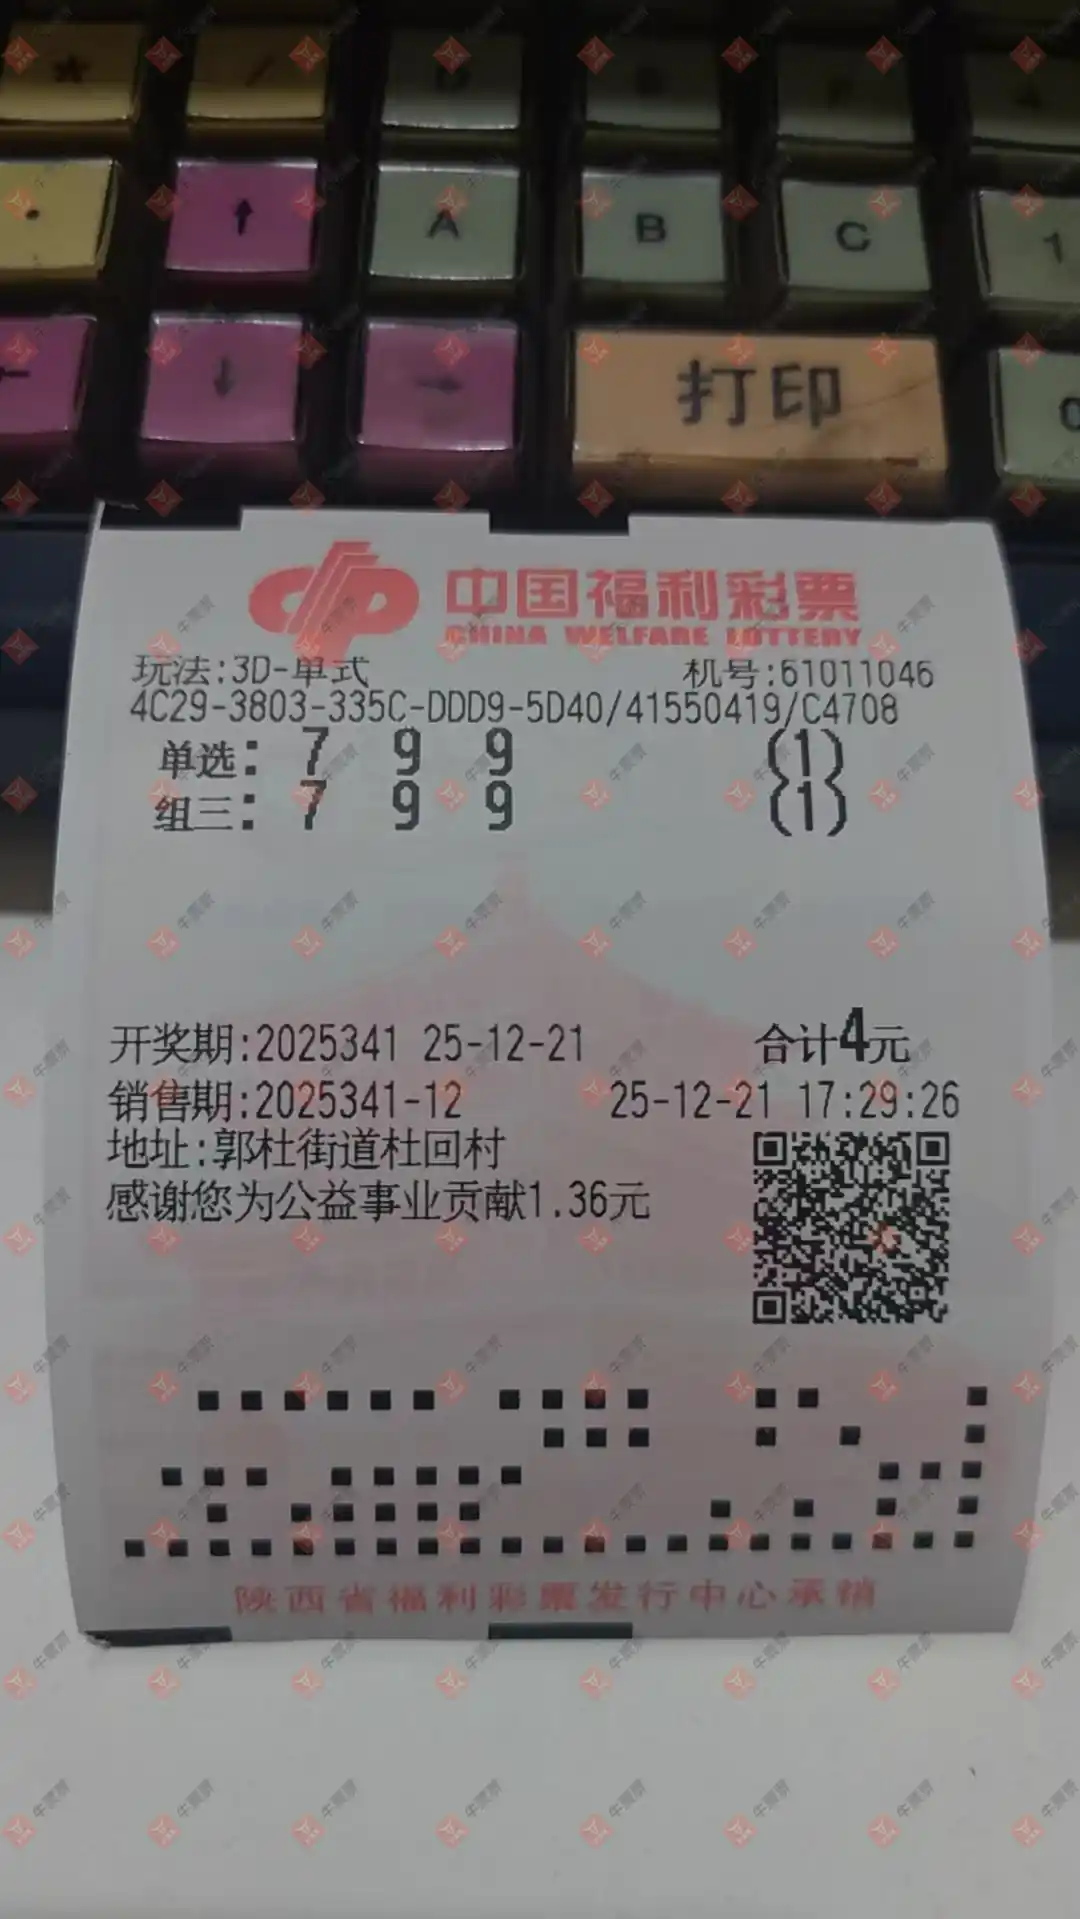 * / D E F
. ↑ A B C 1
← ↓ → 打印 0
中国福利彩票
CHINA WELFARE LOTTERY
玩法:3D-单式 机号:61011046
4C29-3803-335C-DDD9-5D40/41550419/C4708
单选: 7 9 9 (1)
组三: 7 9 9 (1)
开奖期:2025341 25-12-21 合计4元
销售期:2025341-12 25-12-21 17:29:26
地址:郭杜街道杜回村
感谢您为公益事业贡献1.36元
陕西省福利彩票发行中心承销